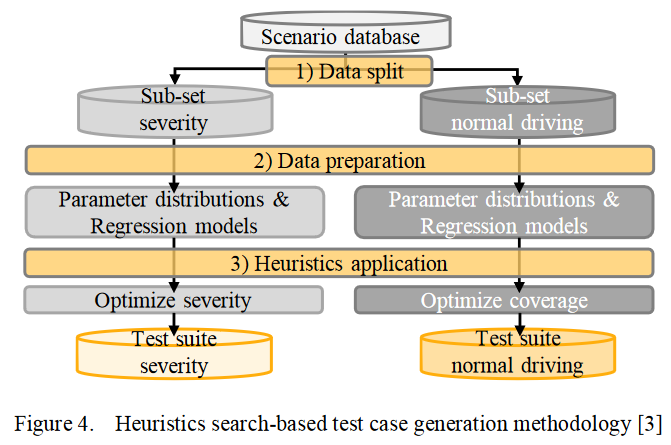 Scenario database
1) Data split
Sub-set
severity
Sub-set
normal driving
2) Data preparation
Parameter distributions &
Regression models
Parameter distributions &
Regression models
3) Heuristics application
Optimize severity
Optimize coverage
Test suite
severity
Test suite
normal driving
Figure 4. Heuristics search-based test case generation methodology [3]